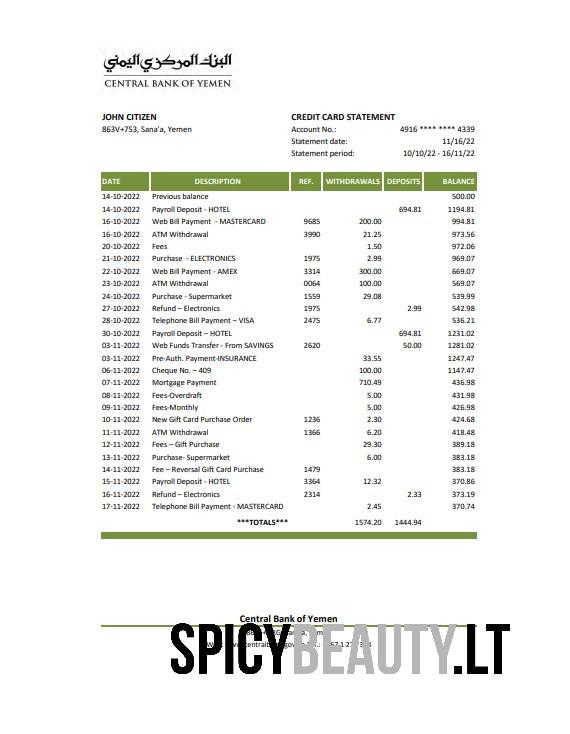 البنك المركزي اليمني
CENTRAL BANK OF YEMEN
JOHN CITIZEN
863V+753, Sana'a, Yemen
CREDIT CARD STATEMENT
Account No.: 4916 **** **** 4339
Statement date: 11/16/22
Statement period: 10/10/22 - 16/11/22
DATE DESCRIPTION REF. WITHDRAWALS DEPOSITS BALANCE
14-10-2022 Previous balance 500.00
14-10-2022 Payroll Deposit - HOTEL 694.81 1194.81
16-10-2022 Web Bill Payment - MASTERCARD 9685 200.00 994.81
16-10-2022 ATM Withdrawal 3990 21.25 973.56
20-10-2022 Fees 1.50 972.06
21-10-2022 Purchase - ELECTRONICS 1975 2.99 969.07
22-10-2022 Web Bill Payment - AMEX 3314 300.00 669.07
23-10-2022 ATM Withdrawal 0064 100.00 569.07
24-10-2022 Purchase - Supermarket 1559 29.08 539.99
27-10-2022 Refund – Electronics 1975 2.99 542.98
28-10-2022 Telephone Bill Payment – VISA 2475 6.77 536.21
30-10-2022 Payroll Deposit – HOTEL 694.81 1231.02
03-11-2022 Web Funds Transfer - From SAVINGS 2620 50.00 1281.02
03-11-2022 Pre-Auth. Payment-INSURANCE 33.55 1247.47
06-11-2022 Cheque No. – 409 100.00 1147.47
07-11-2022 Mortgage Payment 710.49 436.98
08-11-2022 Fees-Overdraft 5.00 431.98
09-11-2022 Fees-Monthly 5.00 426.98
10-11-2022 New Gift Card Purchase Order 1236 2.30 424.68
11-11-2022 ATM Withdrawal 1366 6.20 418.48
12-11-2022 Fees – Gift Purchase 29.30 389.18
13-11-2022 Purchase- Supermarket 6.00 383.18
14-11-2022 Fee – Reversal Gift Card Purchase 1479 383.18
15-11-2022 Payroll Deposit - HOTEL 3364 12.32 370.86
16-11-2022 Refund – Electronics 2314 2.33 373.19
17-11-2022 Telephone Bill Payment - MASTERCARD 2.45 370.74
***TOTALS*** 1574.20 1444.94
Central Bank of Yemen
SPICYBEAUTY.LT